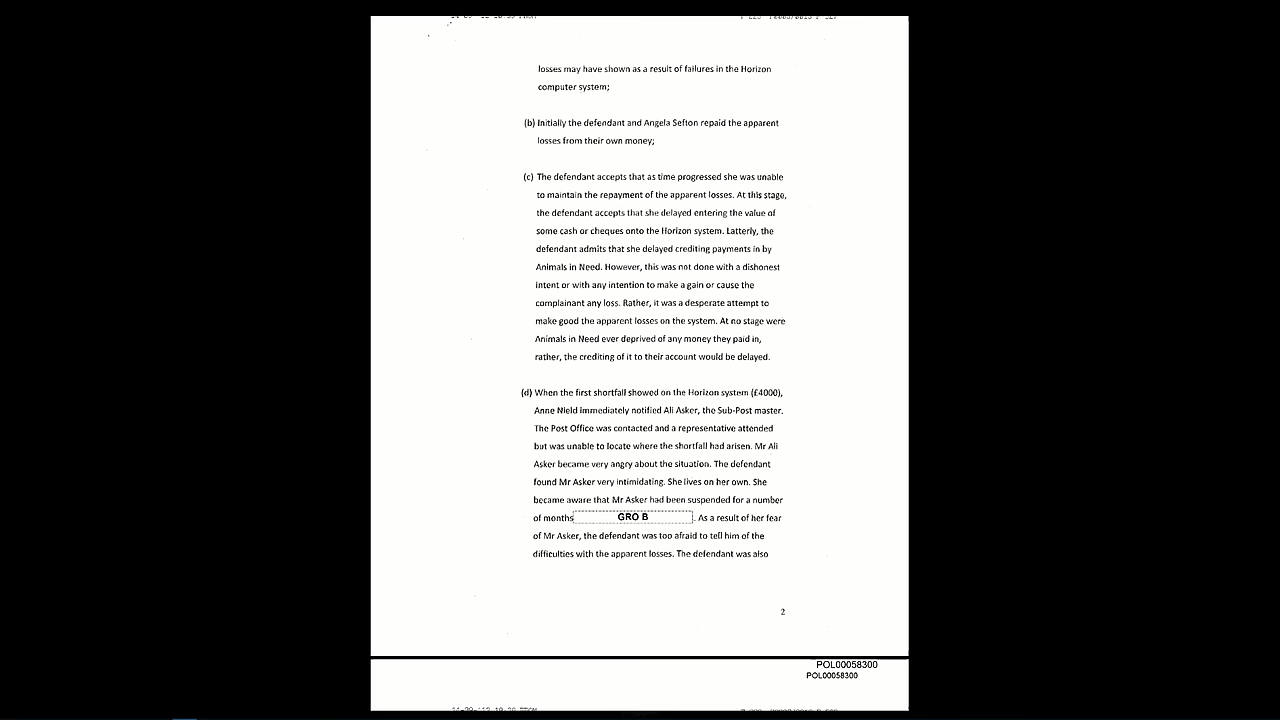 losses may have shown as a result of failures in the Horizon
computer system;
(b) Initially the defendant and Angela Sefton repaid the apparent
losses from their own money;
(c) The defendant accepts that as time progressed she was unable
to maintain the repayment of the apparent losses. At this stage,
the defendant accepts that she delayed entering the value of
some cash or cheques onto the Horizon system. Latterly, the
defendant admits that she delayed crediting payments in by
Animals in Need. However, this was not done with a dishonest
intent or with any intention to make a gain or cause the
complainant any loss. Rather, it was a desperate attempt to
make good the apparent losses on the system. At no stage were
Animals in Need ever deprived of any money they paid in,
rather, the crediting of it to their account would be delayed.
(d) When the first shortfall showed on the Horizon system (£4000),
Anne Nield immediately notified Ali Asker, the Sub-Post master.
The Post Office was contacted and a representative attended
but was unable to locate where the shortfall had arisen. Mr Ali
Asker became very angry about the situation. The defendant
found Mr Asker very intimidating. She lives on her own. She
became aware that Mr Asker had been suspended for a number
of months GRO B . As a result of her fear
of Mr Asker, the defendant was too afraid to tell him of the
difficulties with the apparent losses. The defendant was also
2
POL00058300
POL00058300